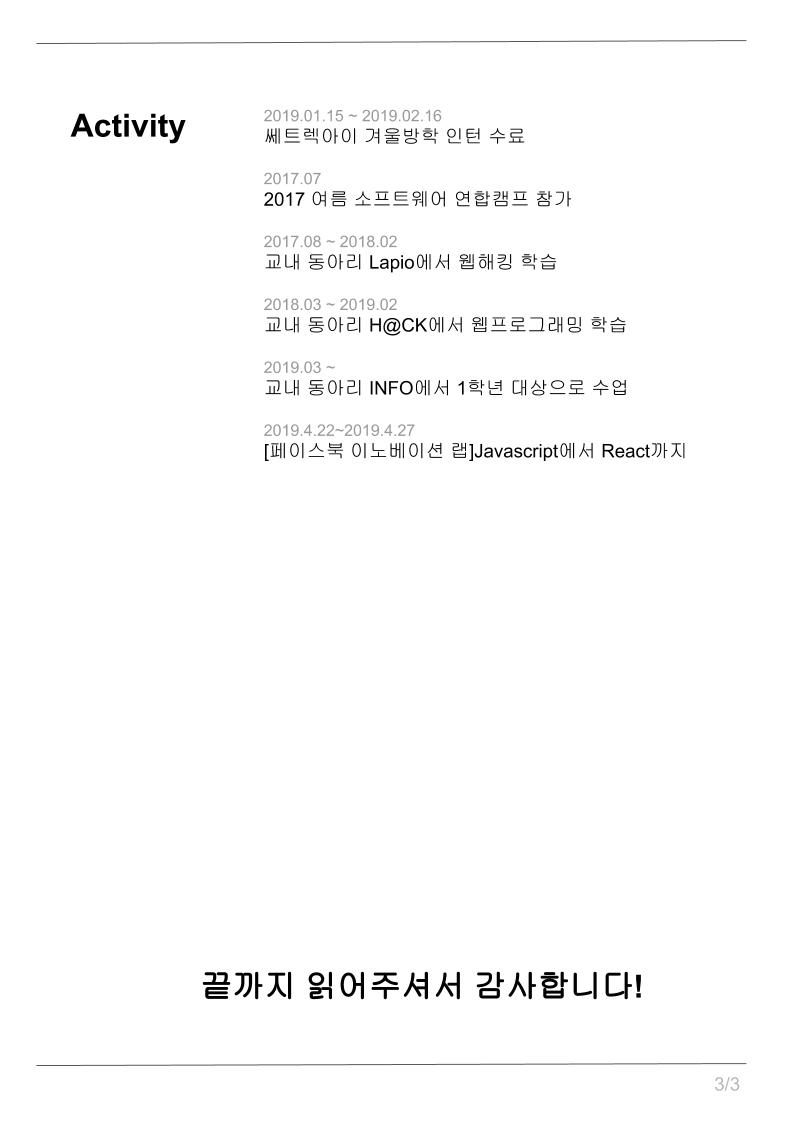 Activity
2019.01.15 ~ 2019.02.16
쎄트렉아이 겨울방학 인턴 수료
2017.07
2017 여름 소프트웨어 연합캠프 참가
2017.08 ~ 2018.02
교내 동아리 Lapio에서 웹해킹 학습
2018.03 ~ 2019.02
교내 동아리 H@CK에서 웹프로그래밍 학습
2019.03 ~
교내 동아리 INFO에서 1학년 대상으로 수업
2019.4.22~2019.4.27
[페이스북 이노베이션 랩]Javascript에서 React까지
끝까지 읽어주셔서 감사합니다!
3/3